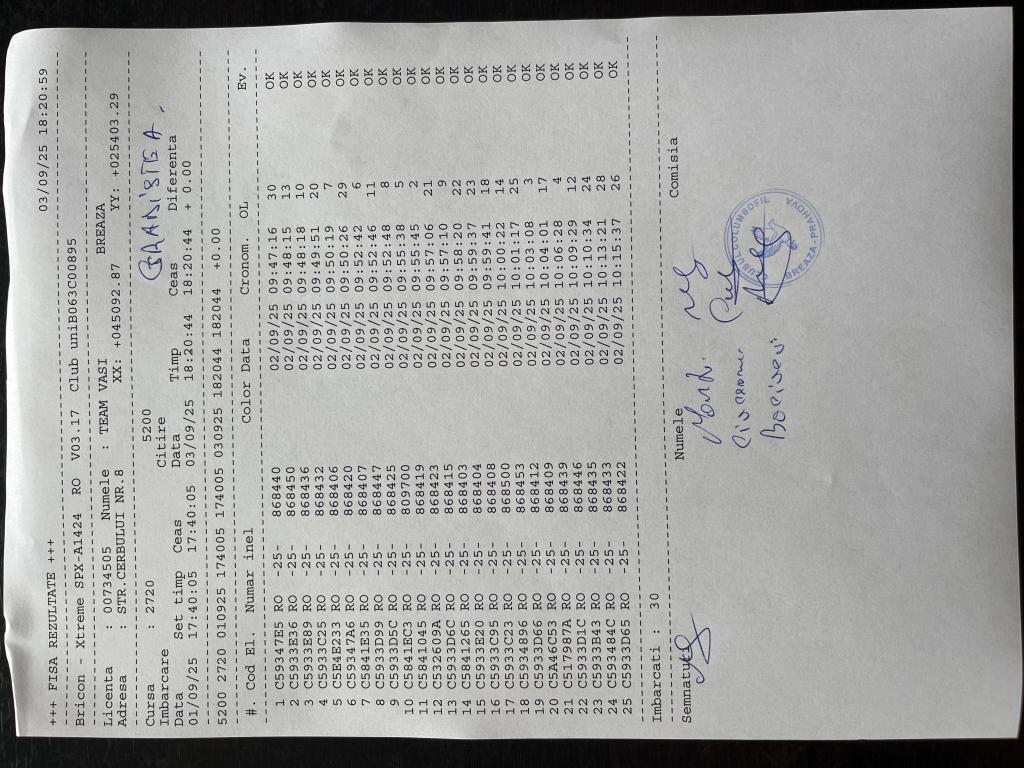 +++ FISA REZULTATE +++ 03/09/25 18:20:59
Bricon - Xtreme SPX-A1424 RO V03.17 Club uniB063C00895
Licenta : 00734505 Numele : TEAM VASI BREAZA
Adresa : STR.CERBULUI NR.8 XX: +045092.87 YY: +025403.29
Cursa : 2720 5200 GRANISTEA.
Imbarcare Citire
Data Set timp Ceas Data Timp Ceas Diferenta
01/09/25 17:40:05 17:40:05 03/09/25 18:20:44 18:20:44 + 0.00
5200 2720 010925 174005 174005 030925 182044 182044 +0.00
#. Cod El. Numar inel Color Data Cronom. OL Ev.
1 C59347E5 RO -25- 868440 02/09/25 09:47:16 30 OK
2 C5933E36 RO -25- 868450 02/09/25 09:48:15 13 OK
3 C5933E89 RO -25- 868436 02/09/25 09:48:18 10 OK
4 C5933C25 RO -25- 868432 02/09/25 09:49:51 20 OK
5 C5E4E233 RO -25- 868406 02/09/25 09:50:19 7 OK
6 C59347A6 RO -25- 868420 02/09/25 09:50:26 29 OK
7 C5841E35 RO -25- 868407 02/09/25 09:52:42 6 OK
8 C5933D99 RO -25- 868447 02/09/25 09:52:46 11 OK
9 C5933D5C RO -25- 868425 02/09/25 09:52:48 8 OK
10 C5841EC3 RO -25- 809700 02/09/25 09:55:38 5 OK
11 C5841045 RO -25- 868419 02/09/25 09:55:45 2 OK
12 C532609A RO -25- 868423 02/09/25 09:57:06 21 OK
13 C5933D6C RO -25- 868415 02/09/25 09:57:10 9 OK
14 C5841265 RO -25- 868403 02/09/25 09:58:20 22 OK
15 C5933E20 RO -25- 868404 02/09/25 09:59:37 23 OK
16 C5933C95 RO -25- 868408 02/09/25 09:59:41 18 OK
17 C5933C23 RO -25- 868500 02/09/25 10:00:22 14 OK
18 C5934896 RO -25- 868453 02/09/25 10:01:17 25 OK
19 C5933D66 RO -25- 868412 02/09/25 10:03:08 3 OK
20 C5A46C53 RO -25- 868409 02/09/25 10:04:01 17 OK
21 C517987A RO -25- 868439 02/09/25 10:06:28 4 OK
22 C5933D1C RO -25- 868446 02/09/25 10:09:29 12 OK
23 C5933B43 RO -25- 868435 02/09/25 10:10:34 24 OK
24 C593484C RO -25- 868433 02/09/25 10:13:21 28 OK
25 C5933D65 RO -25- 868422 02/09/25 10:15:37 26 OK
Imbarcati : 30
Semnaturi Numele Comisia
BREAZA-PRAHOVA